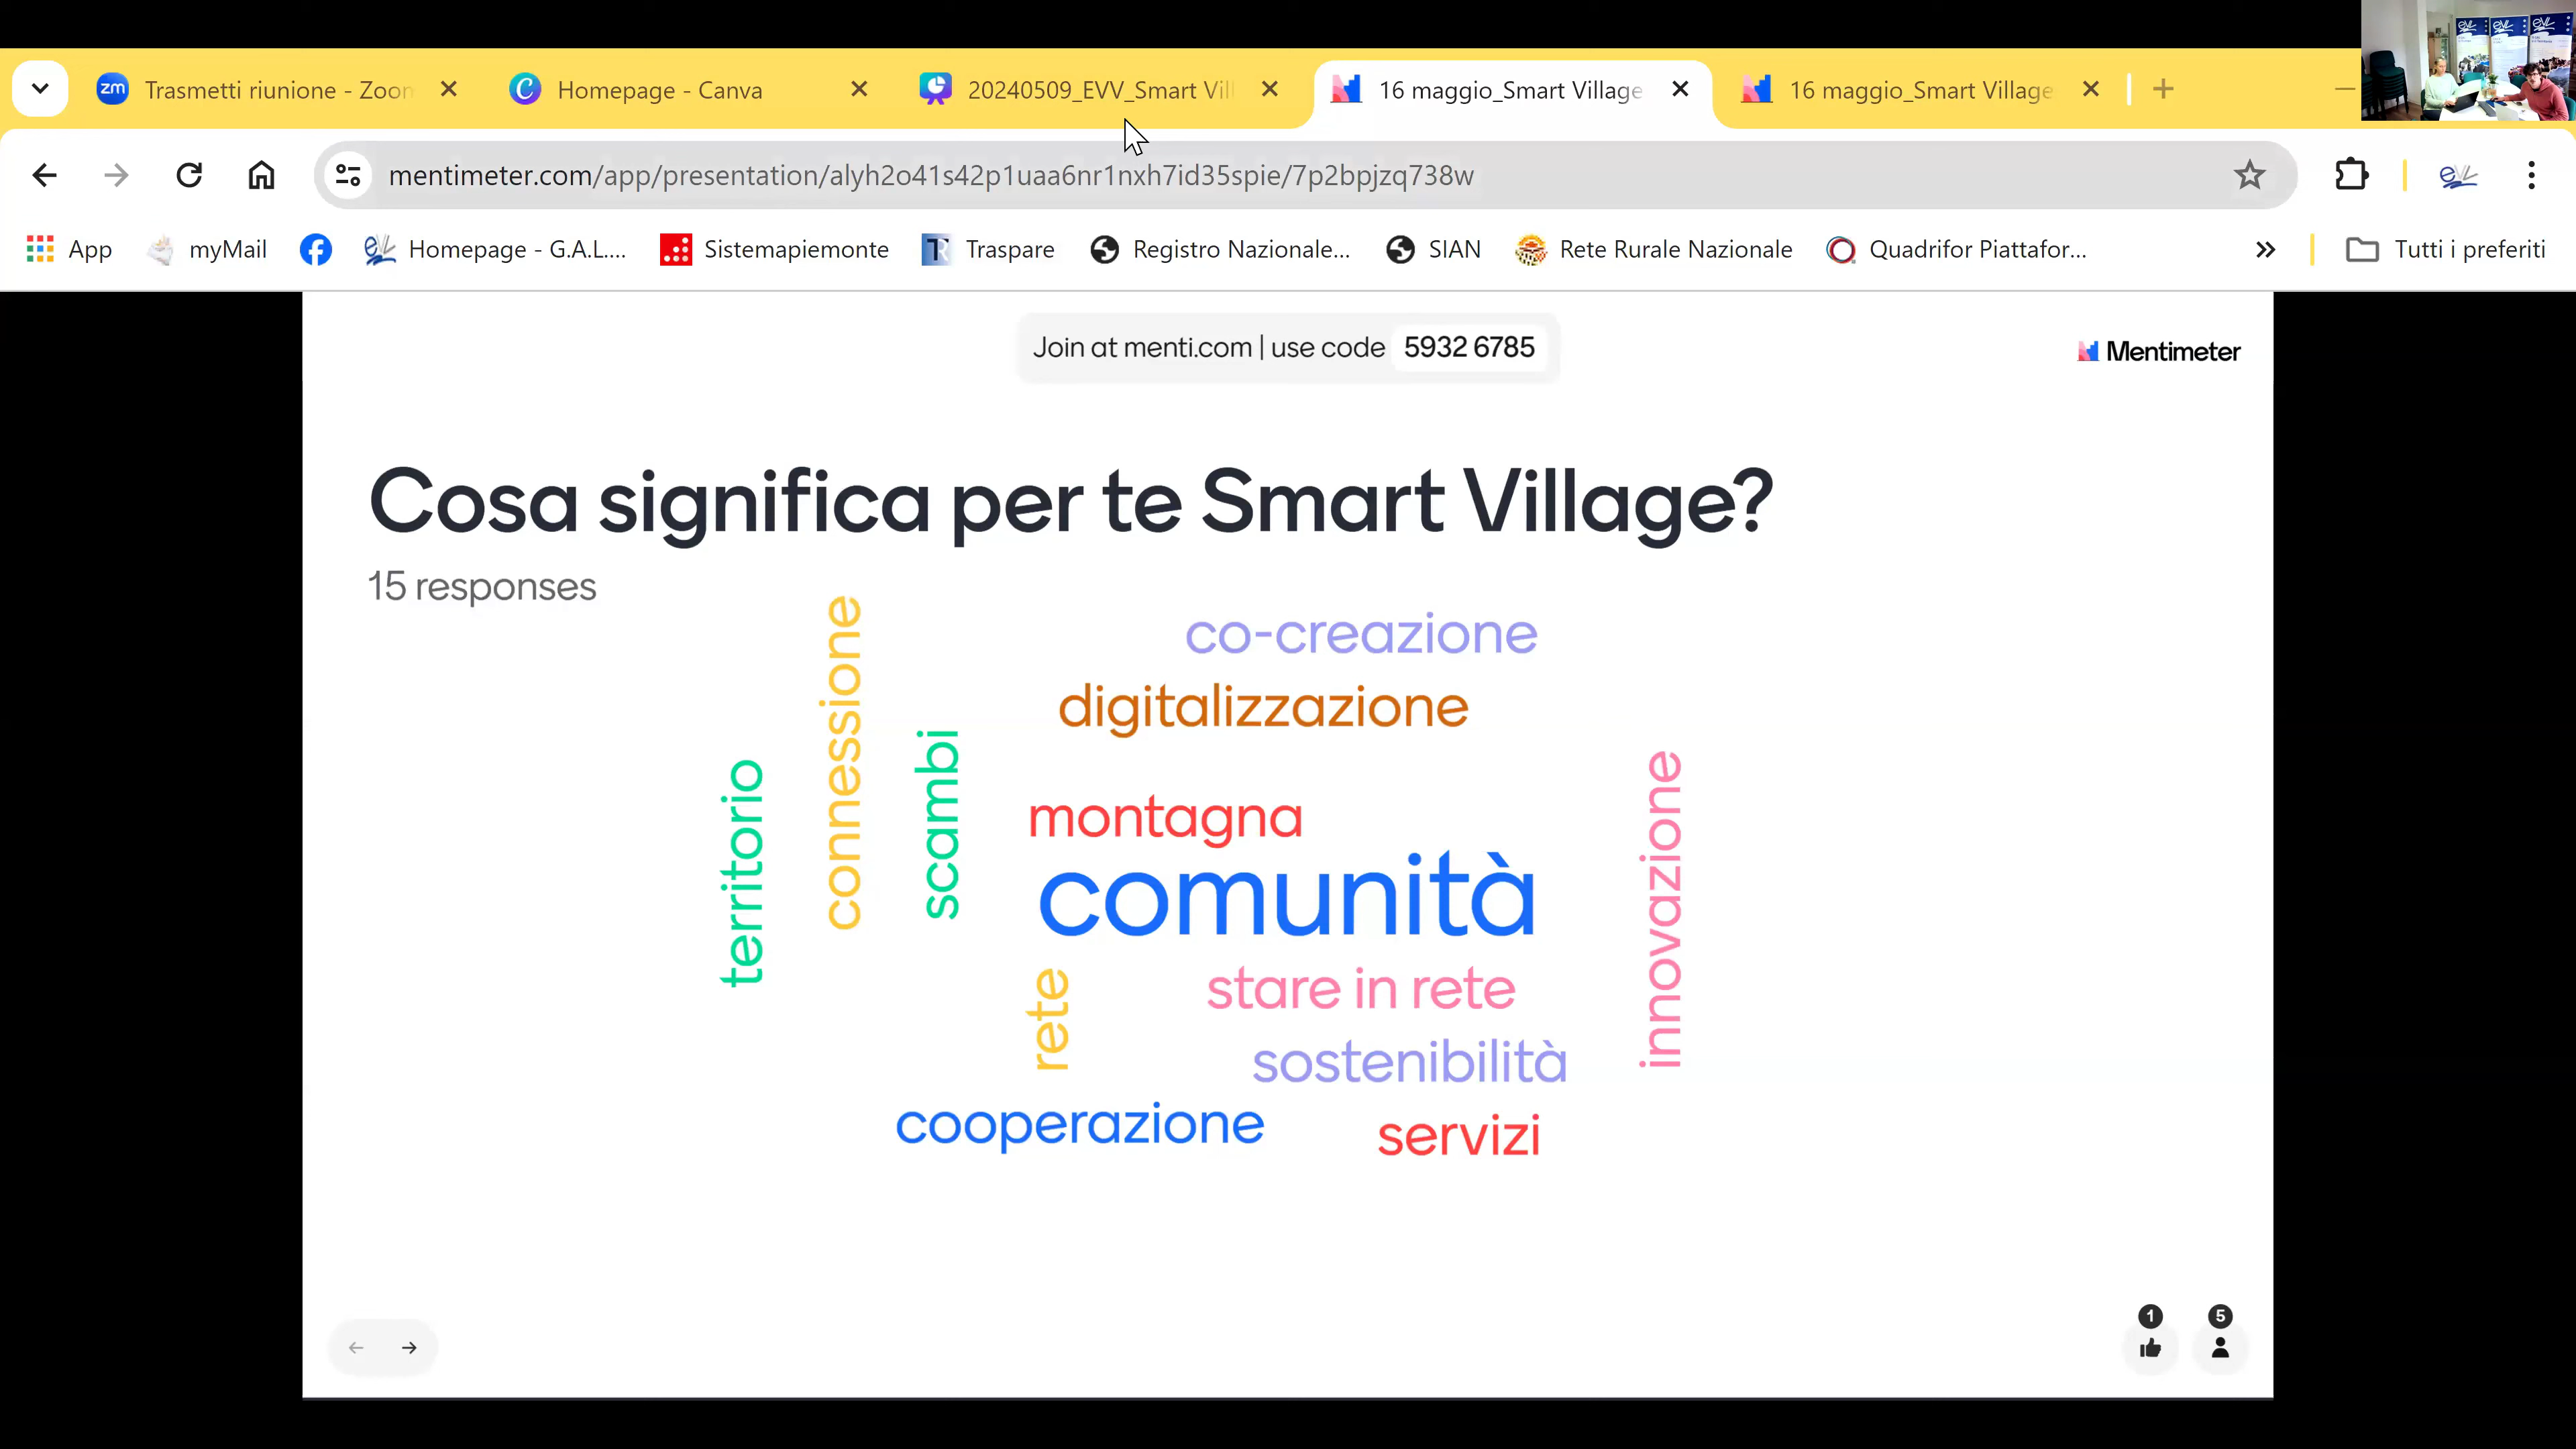 zm Trasmetti riunione - Zoom
Homepage - Canva
20240509_EVV_Smart Vill
16 maggio_Smart Village
16 maggio_Smart Village
mentimeter.com/app/presentation/alyh2o41s42p1uaa6nr1nxh7id35spie/7p2bpjzq738w
App
myMail
Homepage - G.A.L....
Sistemapiemonte
Traspare
Registro Nazionale...
SIAN
Rete Rurale Nazionale
Quadrifor Piattafor...
Tutti i preferiti
Join at menti.com | use code 5932 6785
Mentimeter
Cosa significa per te Smart Village?
15 responses
co-creazione
digitalizzazione
connessione
scambi
territorio
montagna
comunità
innovazione
rete
stare in rete
sostenibilità
cooperazione
servizi
1
5